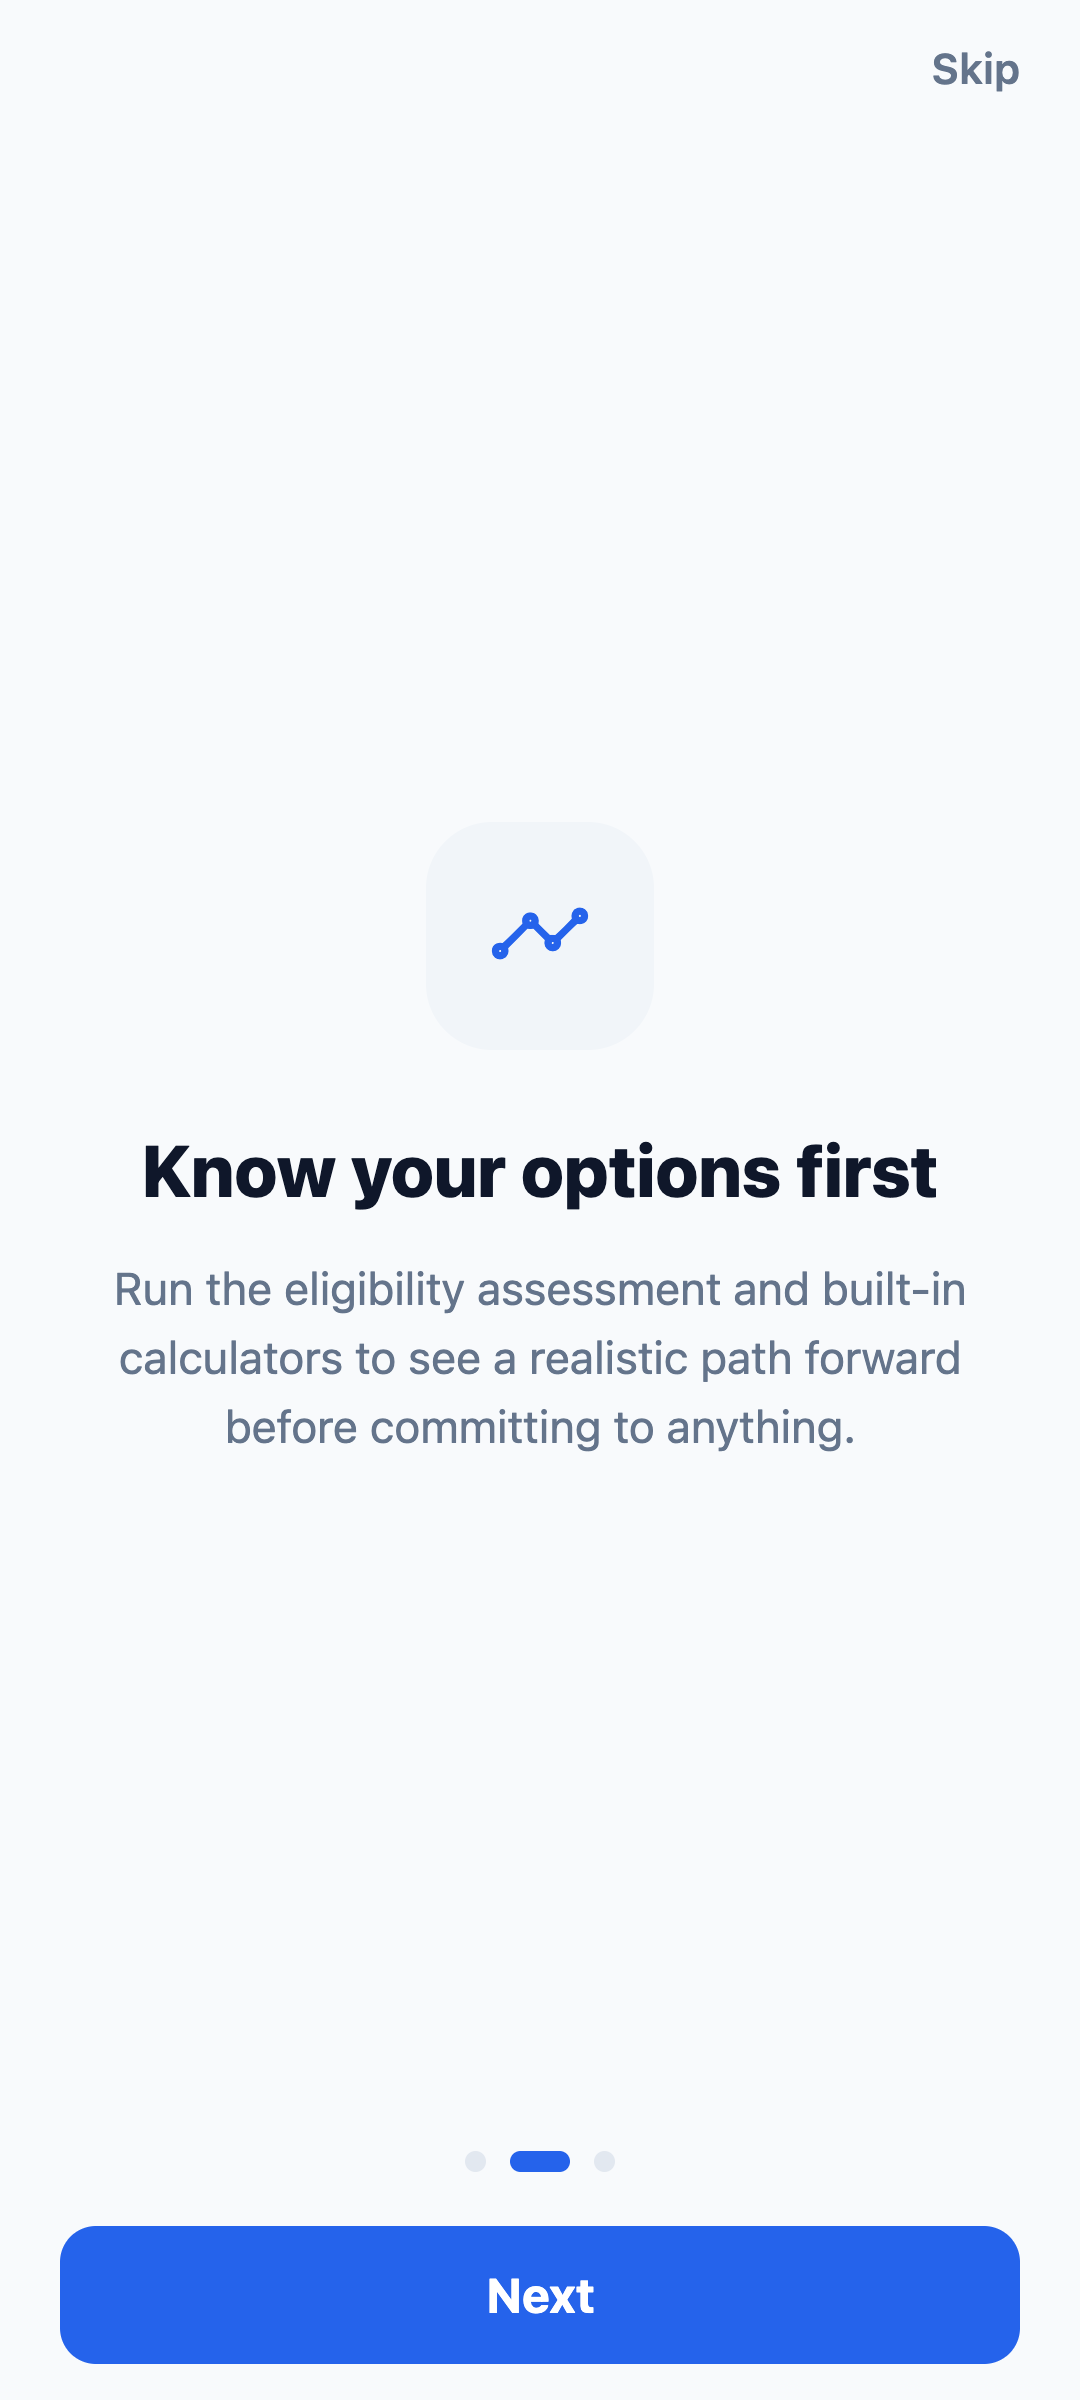 Skip
Know your options first
Run the eligibility assessment and built-in
calculators to see a realistic path forward
before committing to anything.
Next